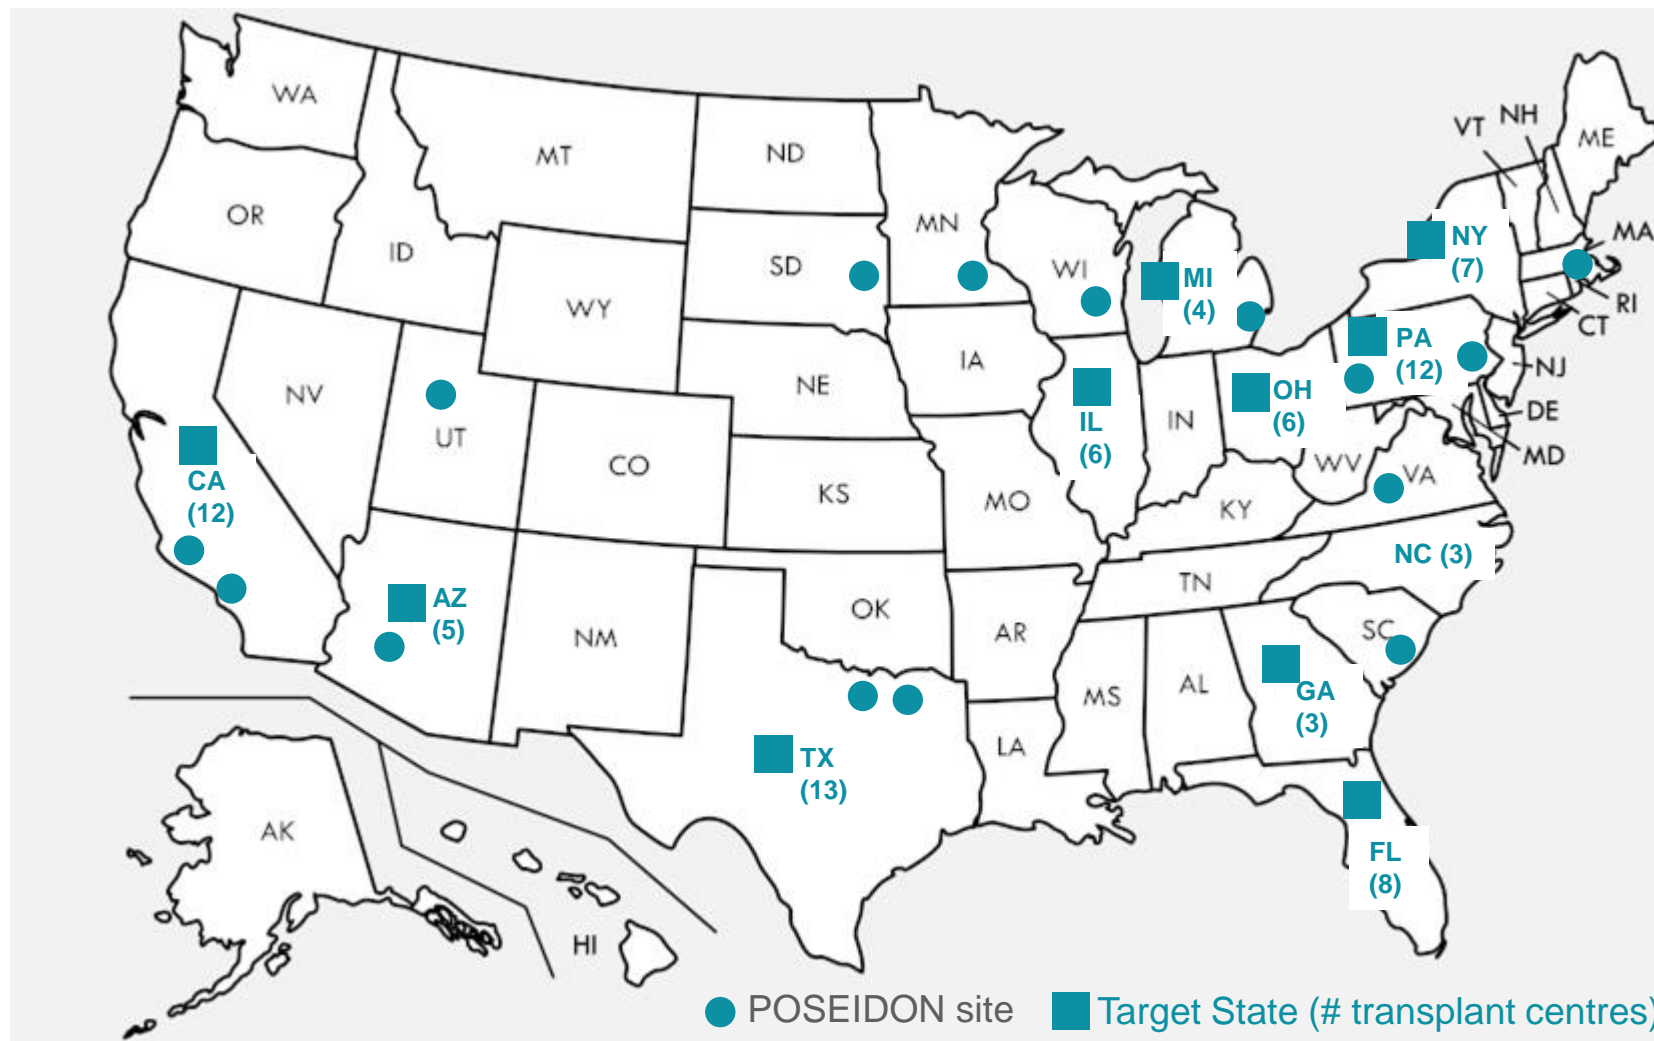 WA
MT
ND
MN
VT NH
ME
OR
ID
SD
WI
MI
(4)
NY
(7)
MA
RI
CT
WY
IA
NE
PA
(12)
NJ
NV
UT
CO
IL
(6)
IN
OH
(6)
DE
MD
CA
(12)
KS
MO
WV
VA
KY
NC (3)
AZ
(5)
NM
OK
AR
TN
SC
MS
AL
GA
(3)
TX
(13)
LA
FL
(8)
AK
HI
POSEIDON site
Target State (# transplant centres)